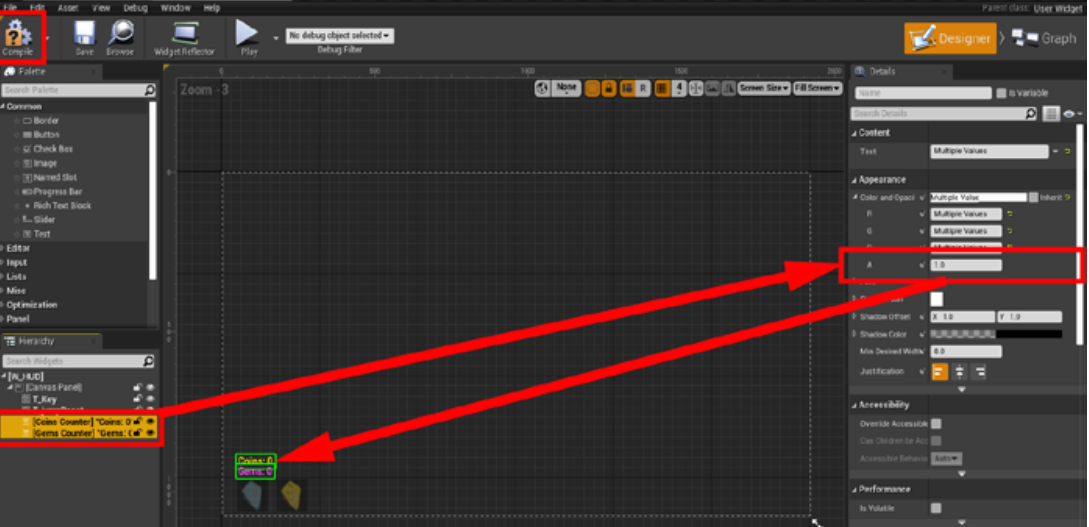 File Edit Asset View Debug Window Help
Parent class: User Widget
Compile
Save
Browse
Widget Reflector
Play
No debug object selected
Debug Filter
Designer
Graph
Palette
Search Palette
Common
Border
Button
Check Box
Image
Named Slot
Progress Bar
Rich Text Block
Slider
Text
Editor
Input
Lists
Misc
Optimization
Panel
Hierarchy
Search Widgets
[W_HUD]
[Canvas Panel]
T_Key
[Coins Counter] "Coins: 0
[Gems Counter] "Gems: 0
0 500 1000 1500 2000
Zoom -3
None
R
4
Screen Size
Fill Screen
Coins: 0
Gems: 0
Details
Name
Is Variable
Search Details
Content
Text Multiple Values
Appearance
Color and Opaci Multiple Value Inherit
R Multiple Values
G Multiple Values
Multiple Values
A 1.0
Shadow Offset X 1.0 Y 1.0
Shadow Color
Min Desired Width 0.0
Justification
Accessibility
Override Accessible
Can Children be Acc
Accessible Behavior Auto
Performance
Is Volatile